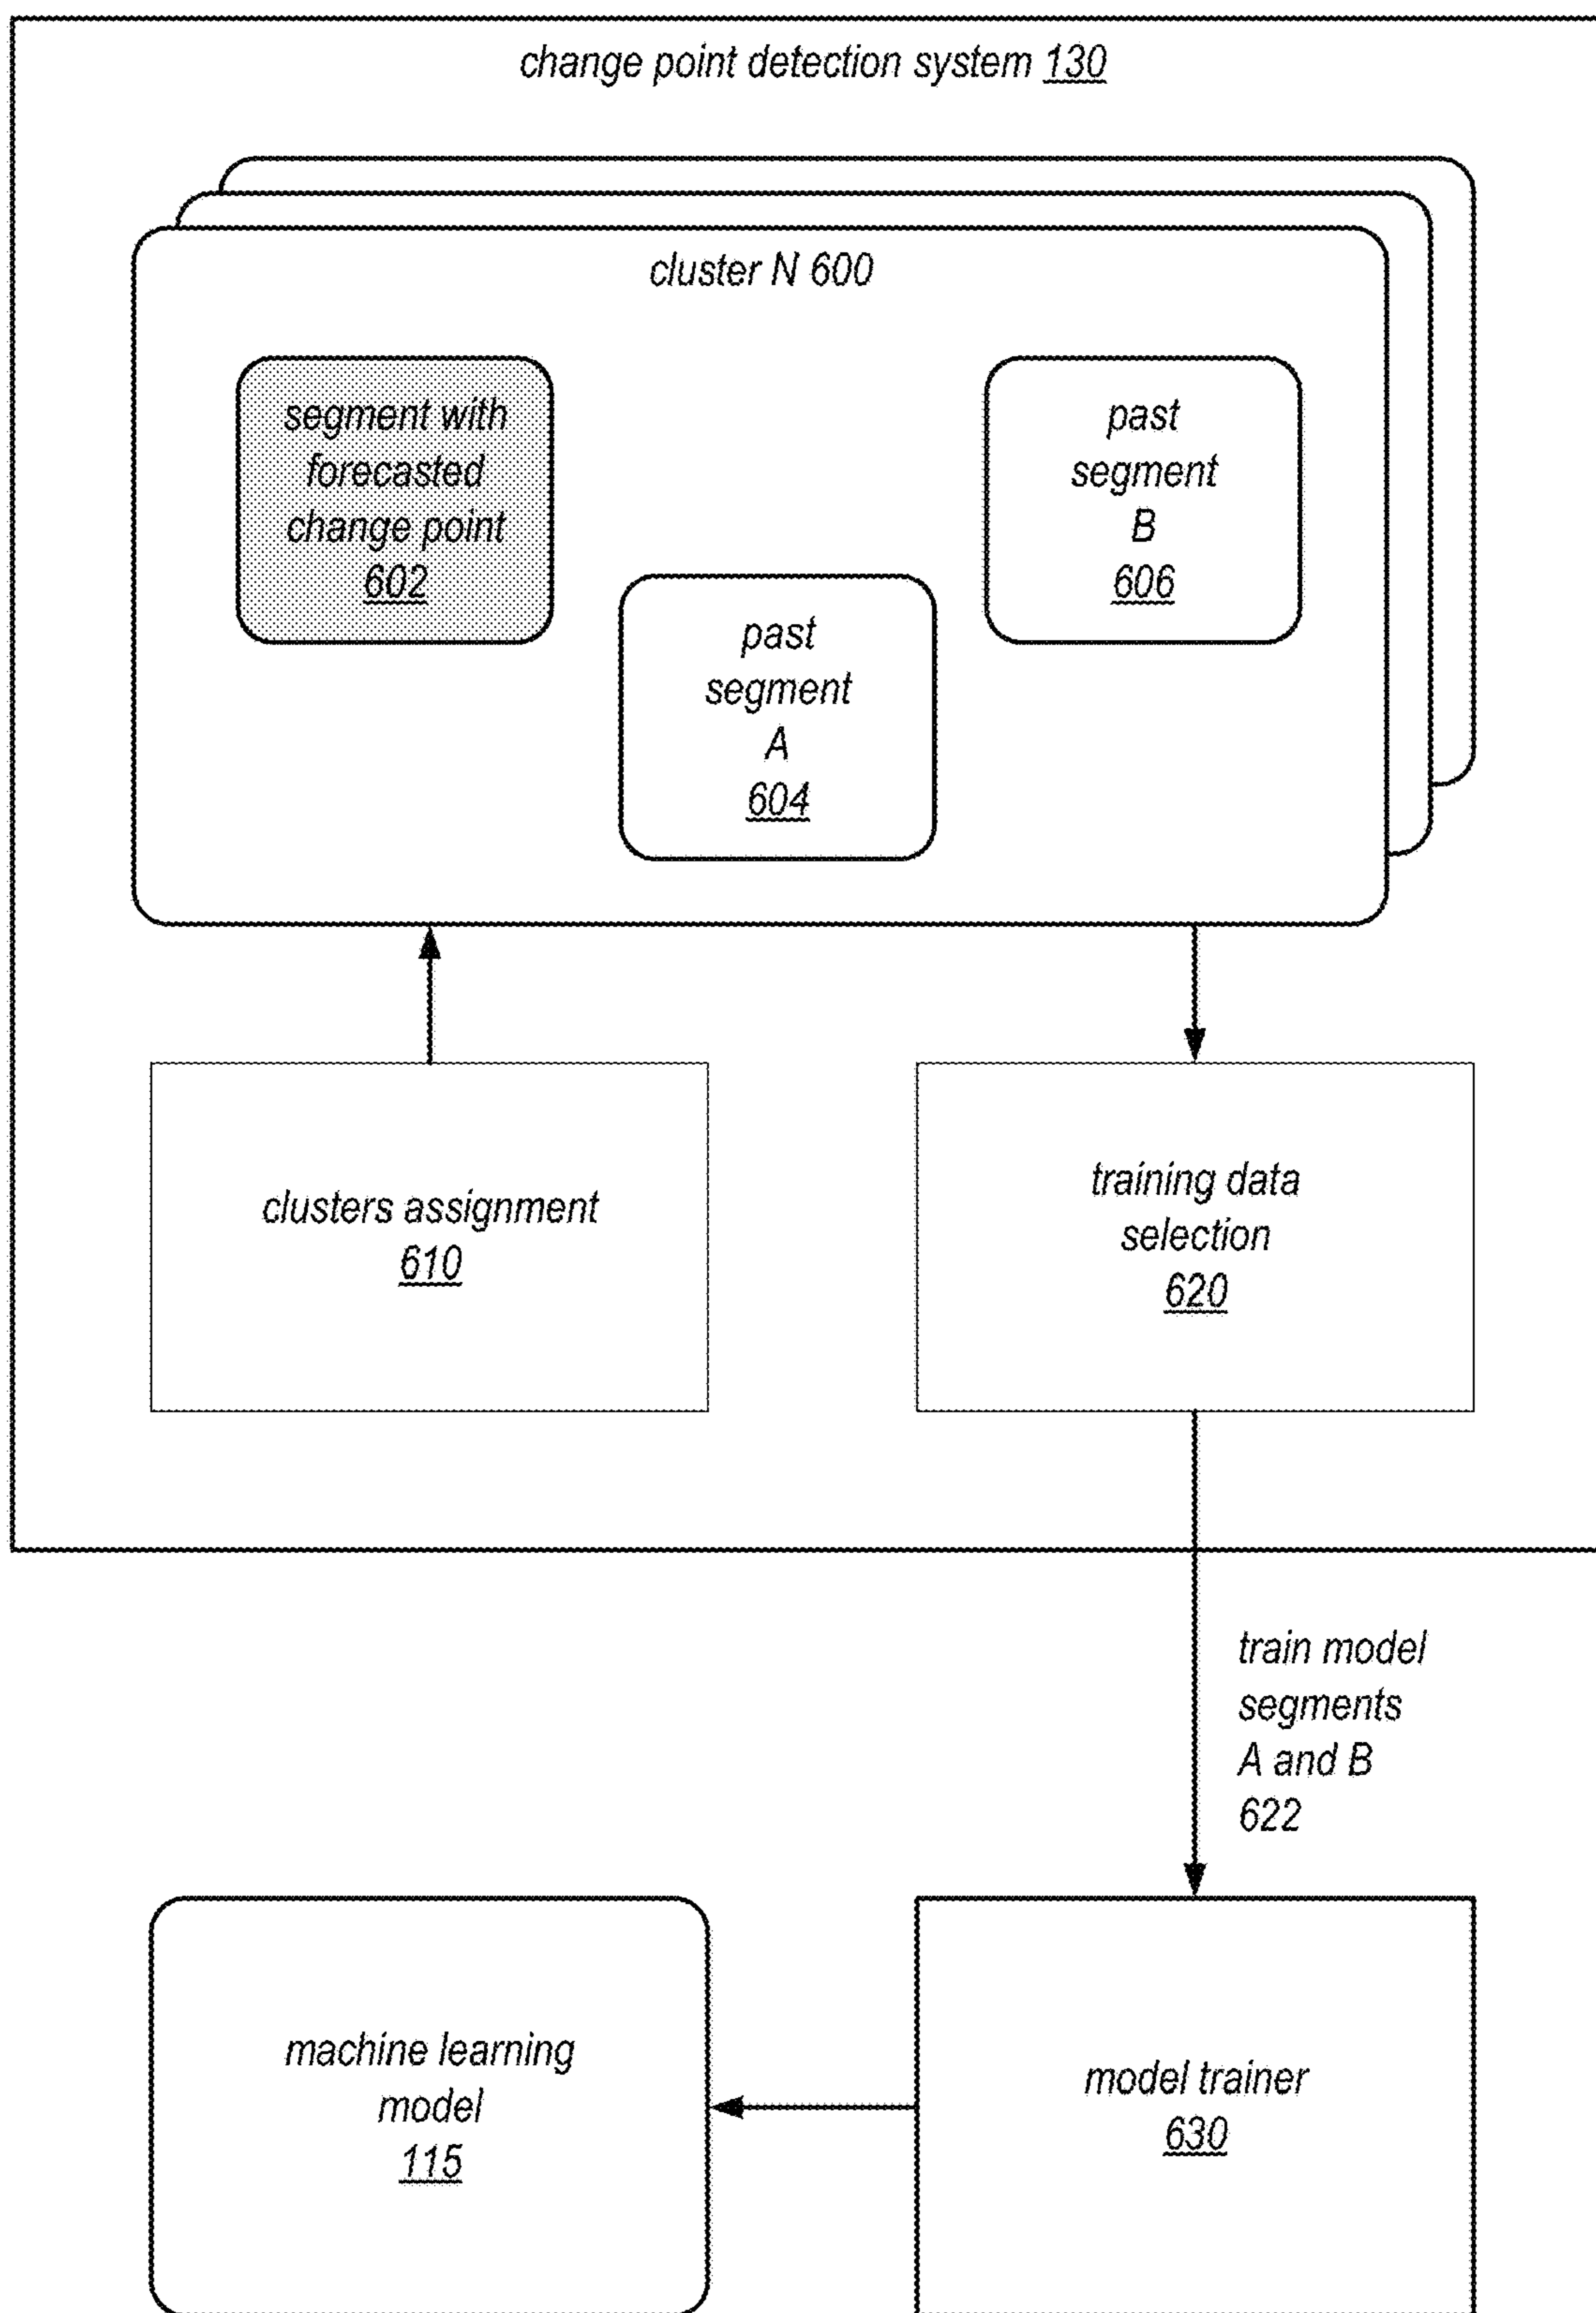 change point detection system 130
cluster N 600
segment with
forecasted
change point
602
past
segment
B
606
past
segment
A
604
clusters assignment
610
training data
selection
620
train model
segments
A and B
622
machine learning
model
115
model trainer
630